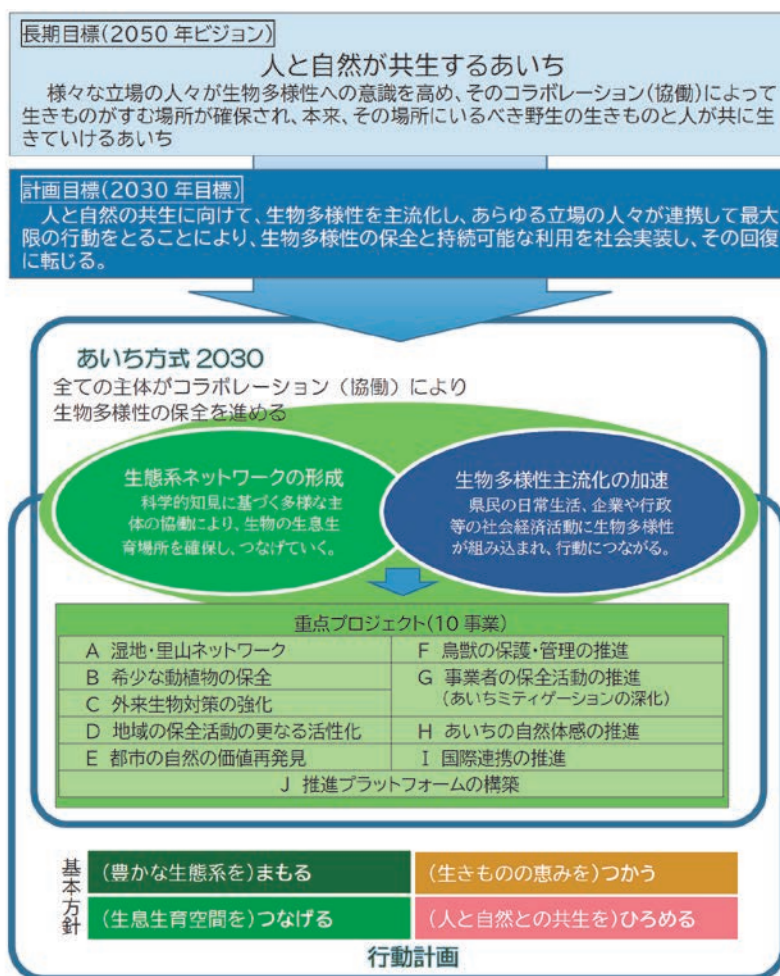 長期目標(2050年ビジョン)
人と自然が共生するあいち
様々な立場の人々が生物多様性への意識を高め、そのコラボレーション(協働)によって
生きものがすむ場所が確保され、本来、その場所にいるべき野生の生きものと人が共に生
きていけるあいち
計画目標(2030年目標)
人と自然の共生に向けて、生物多様性を主流化し、あらゆる立場の人々が連携して最大
限の行動をとることにより、生物多様性の保全と持続可能な利用を社会実装し、その回復
に転じる。
あいち方式2030
全ての主体がコラボレーション（協働）により
生物多様性の保全を進める
生態系ネットワークの形成
科学的知見に基づく多様な主
体の協働により、生物の生息生
育場所を確保し、つなげていく。
生物多様性主流化の加速
県民の日常生活、企業や行政
等の社会経済活動に生物多様性
が組み込まれ、行動につながる。
重点プロジェクト(10事業)
A 湿地・里山ネットワーク
B 希少な動植物の保全
C 外来生物対策の強化
D 地域の保全活動の更なる活性化
E 都市の自然の価値再発見
F 鳥獣の保護・管理の推進
G 事業者の保全活動の推進
(あいちミティゲーションの深化)
H あいちの自然体感の推進
I 国際連携の推進
J 推進プラットフォームの構築
基本方針
(豊かな生態系を)まもる
(生きものの恵みを)つかう
(生息生育空間を)つなげる
(人と自然との共生を)ひろめる
行動計画